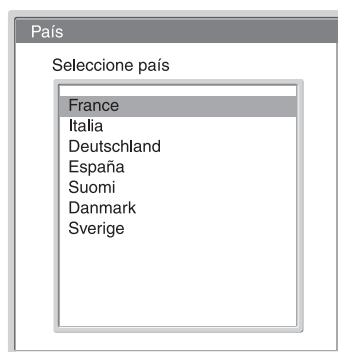 País
Seleccione país
France
Italia
Deutschland
España
Suomi
Danmark
Sverige